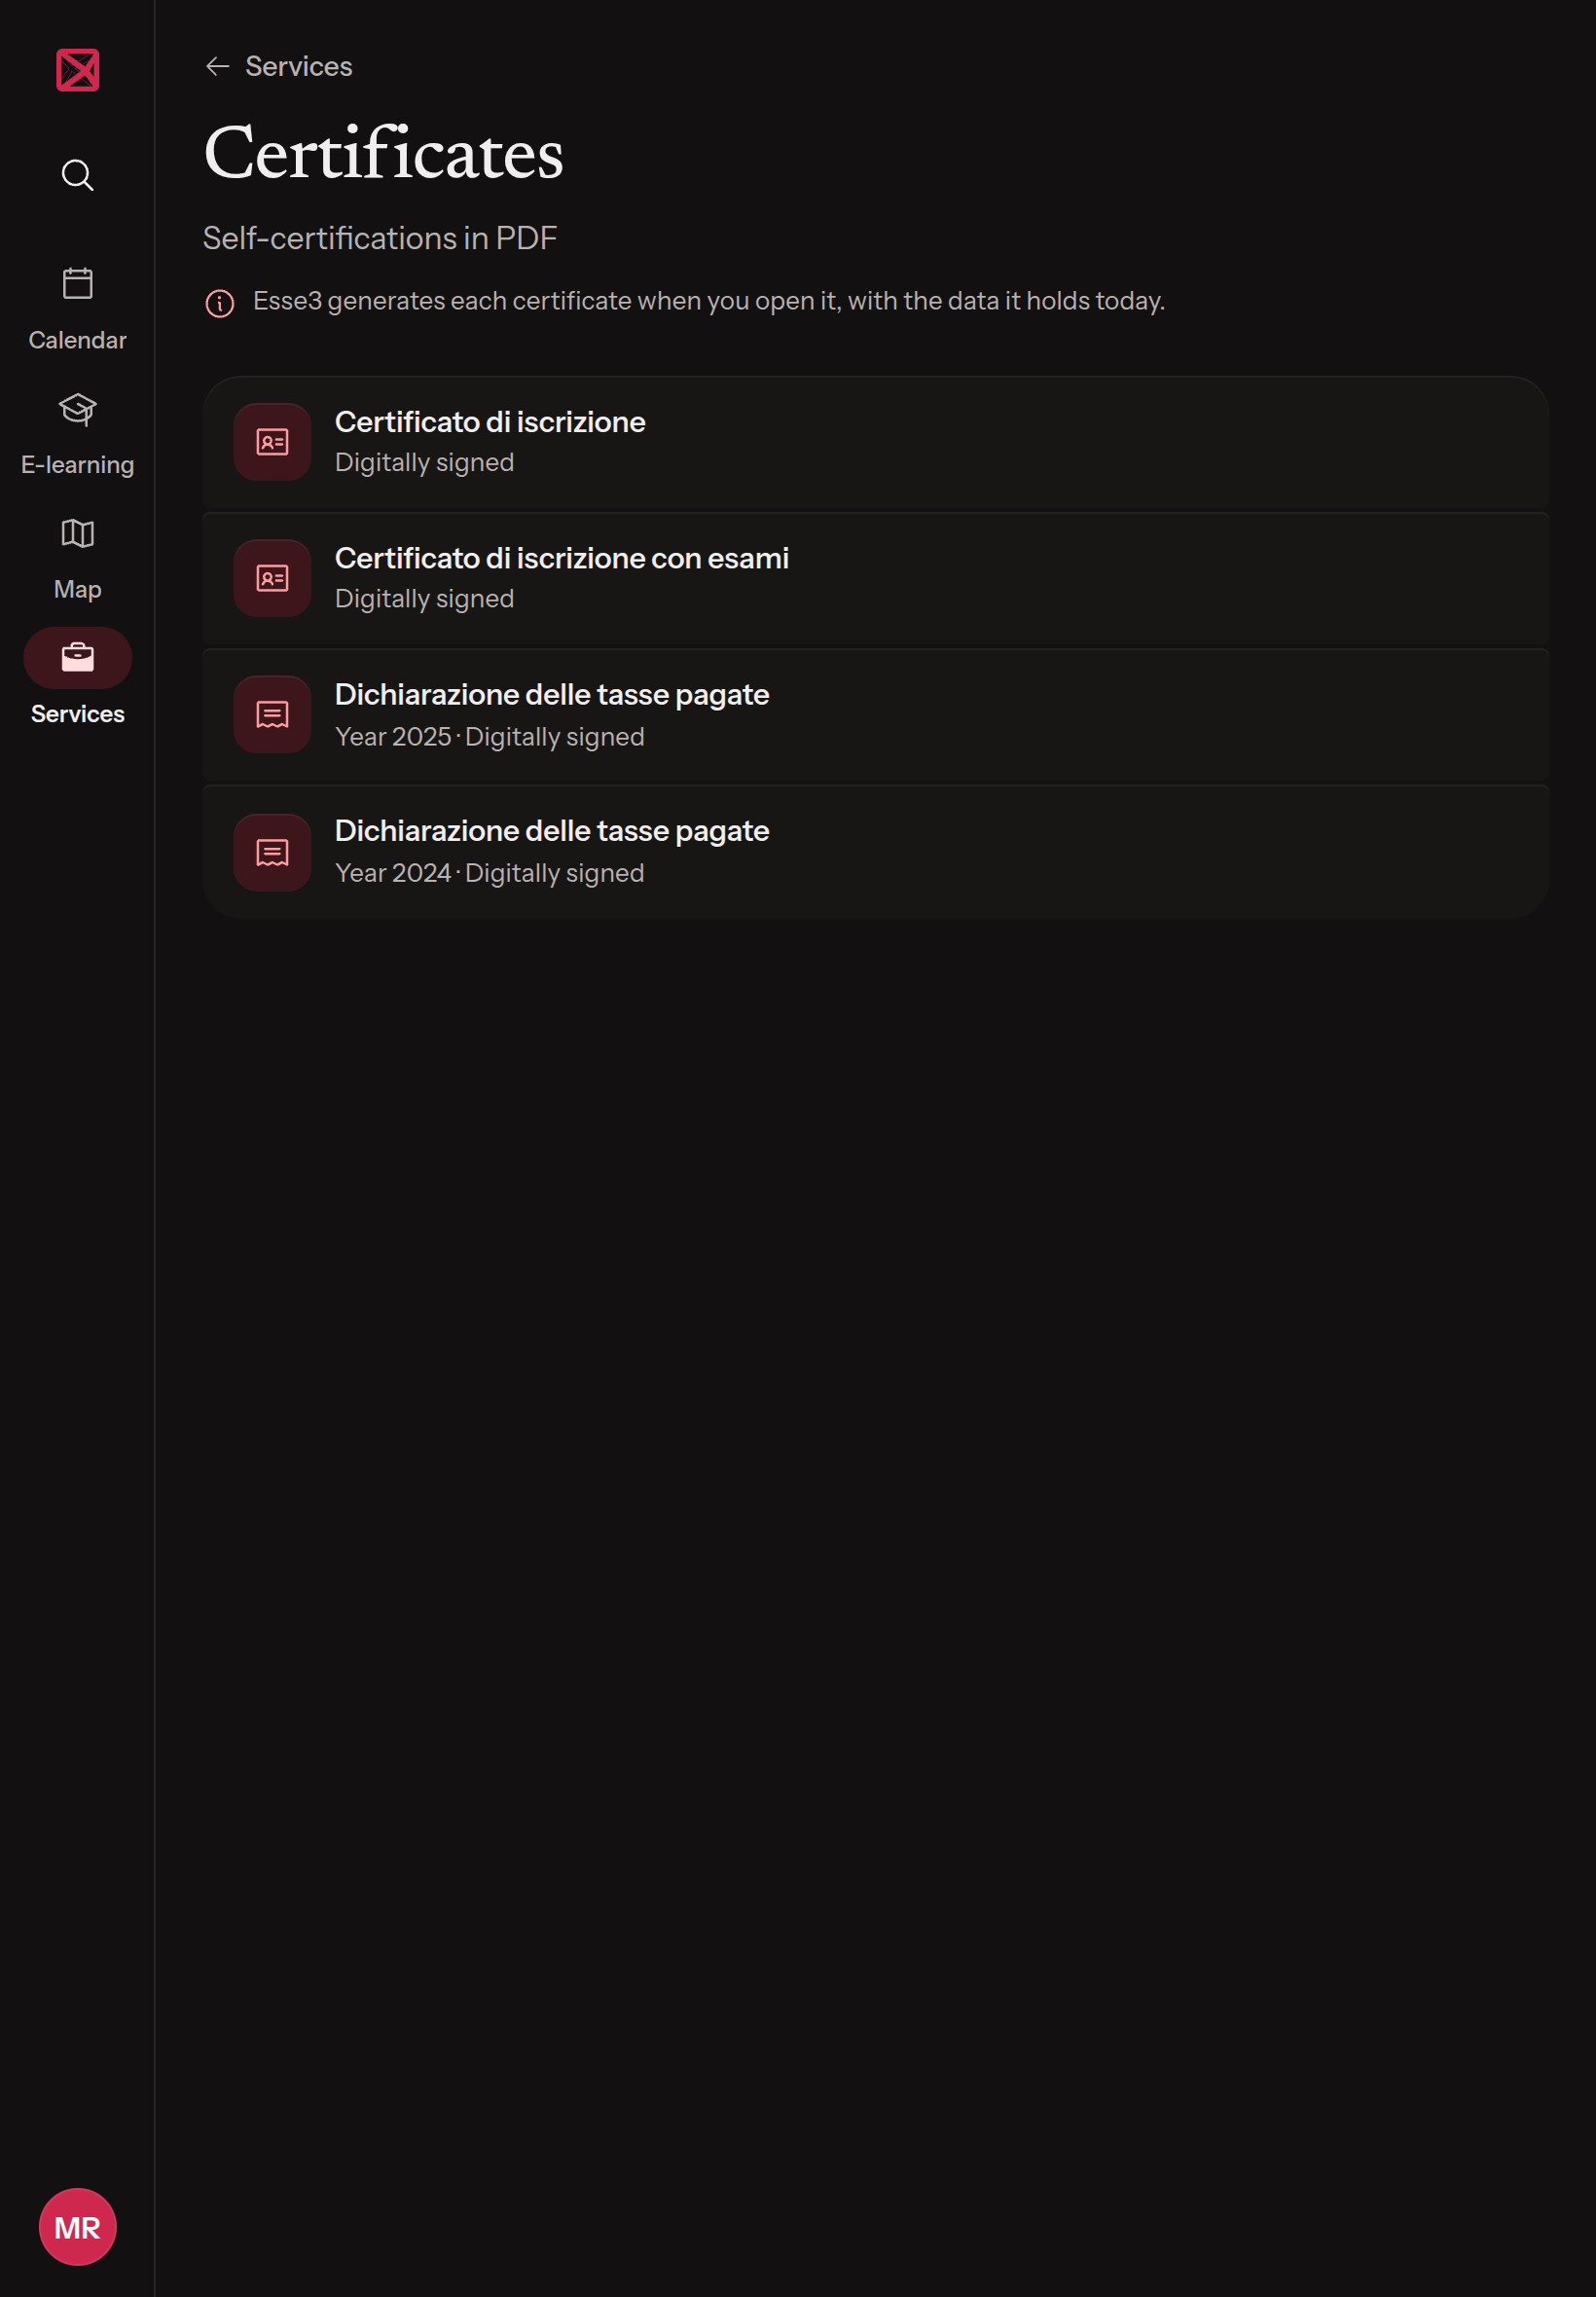 Services
Certificates
Self-certifications in PDF
Esse3 generates each certificate when you open it, with the data it holds today.
Calendar
E-learning
Map
Services
Certificato di iscrizione
Digitally signed
Certificato di iscrizione con esami
Digitally signed
Dichiarazione delle tasse pagate
Year 2025 · Digitally signed
Dichiarazione delle tasse pagate
Year 2024 · Digitally signed
MR